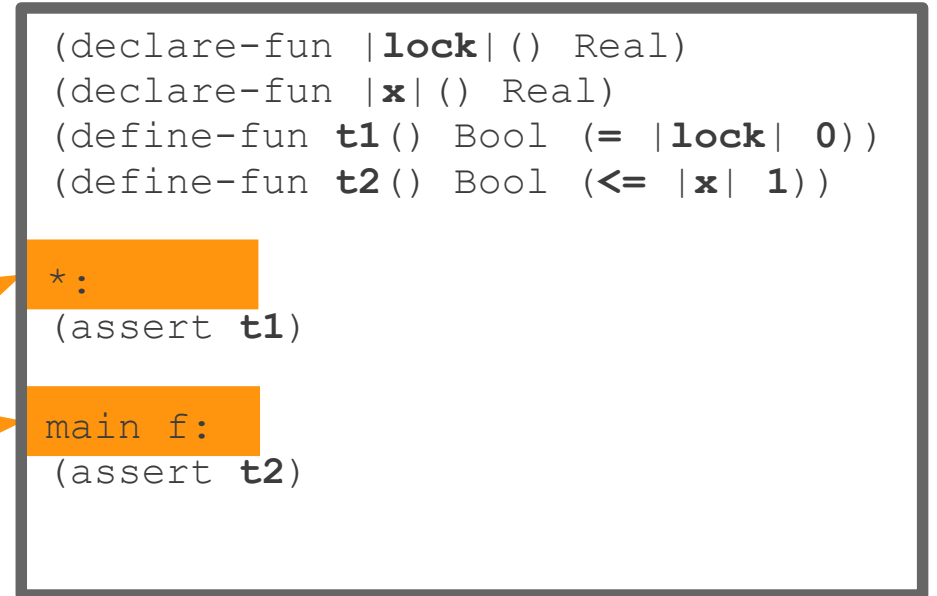 (declare-fun |lock|() Real)
(declare-fun |x|() Real)
(define-fun t1() Bool (= |lock| 0))
(define-fun t2() Bool (<= |x| 1))
*:
(assert t1)
main f:
(assert t2)